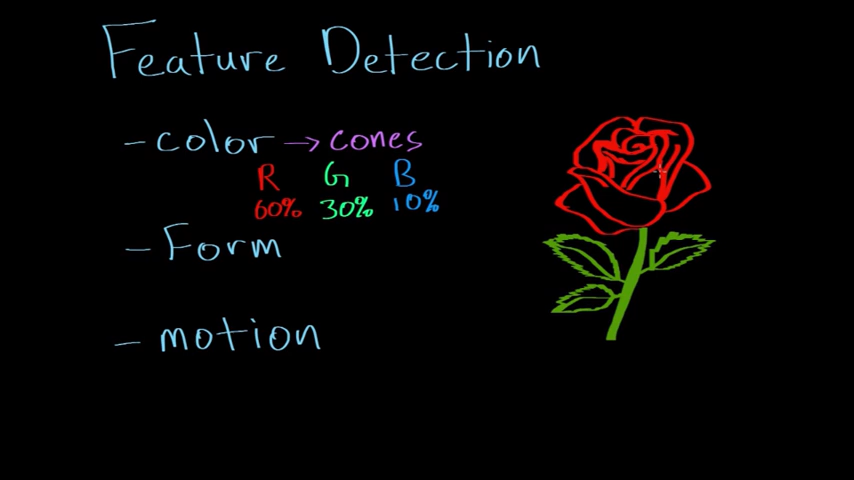 Feature Detection
- color → cones
R G B
60% 30% 10%
- Form
- motion